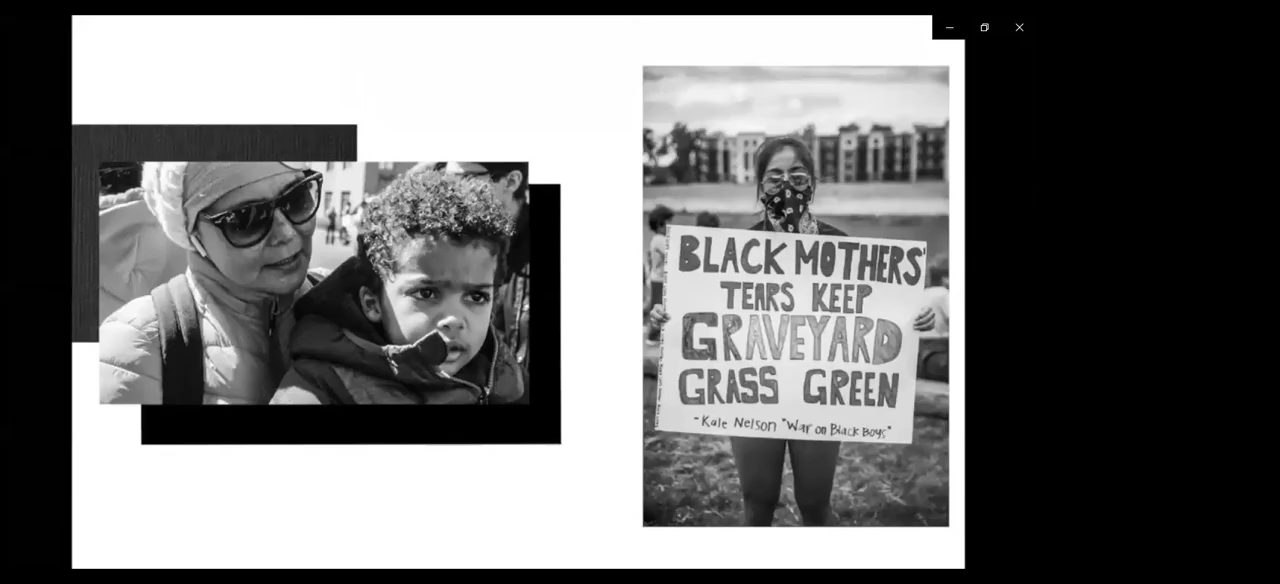 BLACK MOTHERS'
TEARS KEEP
GRAVEYARD
GRASS GREEN
-Kale Nelson "War on Black Boys"